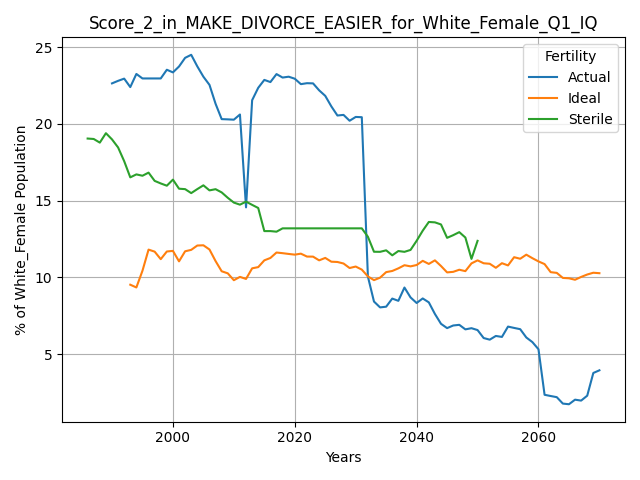 Score_2_in_MAKE_DIVORCE_EASIER_for_White_Female_Q1_IQ
Fertility
Actual
Ideal
Sterile
% of White_Female Population
25
20
15
10
5
2000 2020 2040 2060
Years